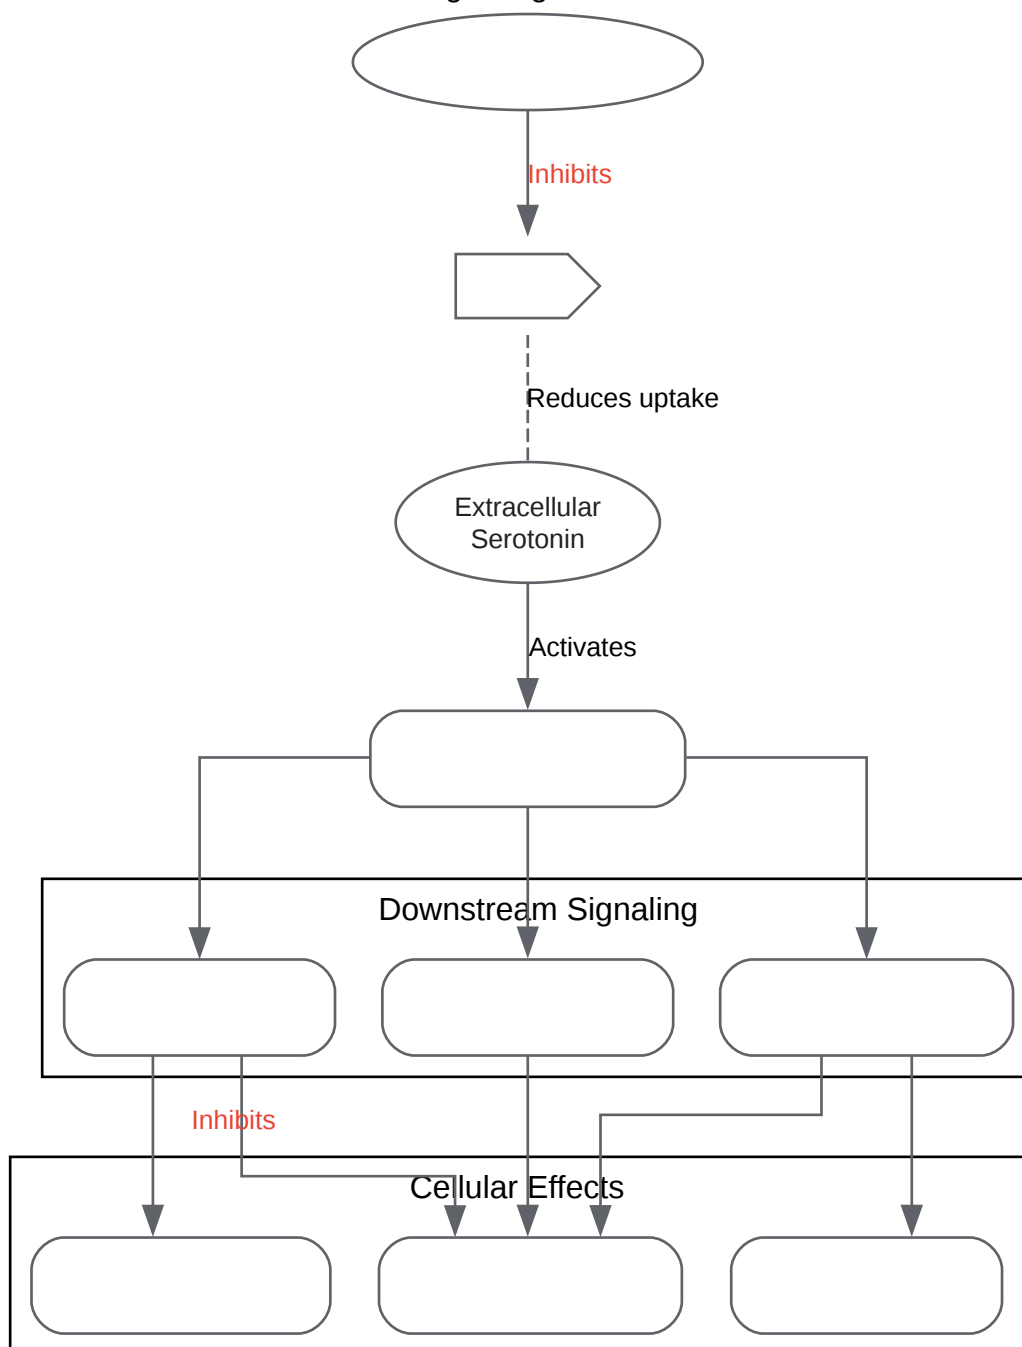 Inhibits
Reduces uptake
Extracellular
Serotonin
Activates
Downstream Signaling
Inhibits
Cellular Effects